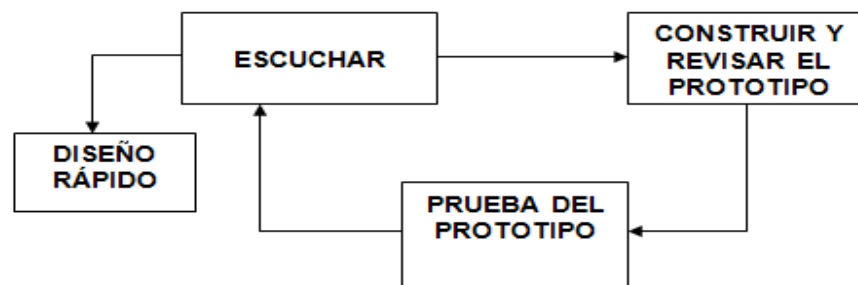 ESCUCHAR
CONSTRUIR Y
REVISAR EL
PROTOTIPO
DISEÑO
RÁPIDO
PRUEBA DEL
PROTOTIPO